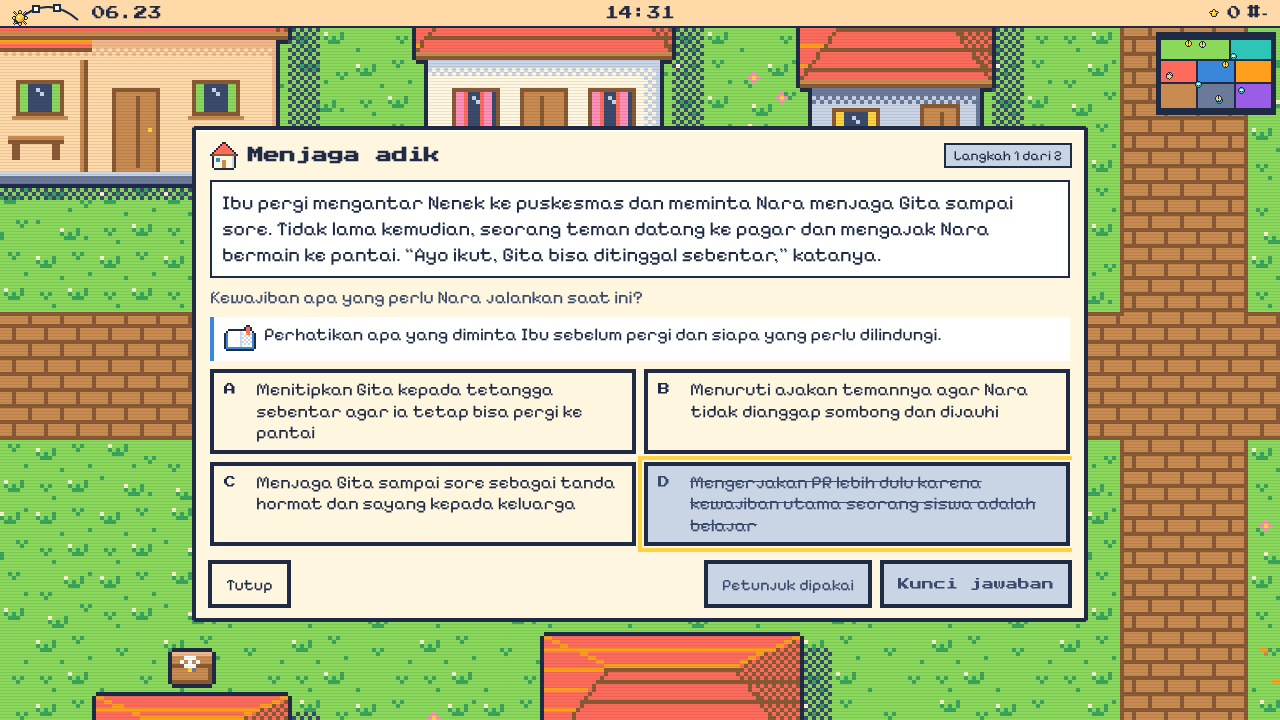 06.23
14:31
0 #-
Menjaga adik
Langkah 1 dari 2
Ibu pergi mengantar Nenek ke puskesmas dan meminta Nara menjaga Gita sampai
sore. Tidak lama kemudian, seorang teman datang ke pagar dan mengajak Nara
bermain ke pantai. “Ayo ikut, Gita bisa ditinggal sebentar,” katanya.
Kewajiban apa yang perlu Nara jalankan saat ini?
Perhatikan apa yang diminta Ibu sebelum pergi dan siapa yang perlu dilindungi.
A Menitipkan Gita kepada tetangga
sebentar agar ia tetap bisa pergi ke
pantai
B Menuruti ajakan temannya agar Nara
tidak dianggap sombong dan dijauhi
C Menjaga Gita sampai sore sebagai tanda
hormat dan sayang kepada keluarga
D Mengerjakan PR lebih dulu karena
kewajiban utama seorang siswa adalah
belajar
Tutup
Petunjuk dipakai
Kunci jawaban